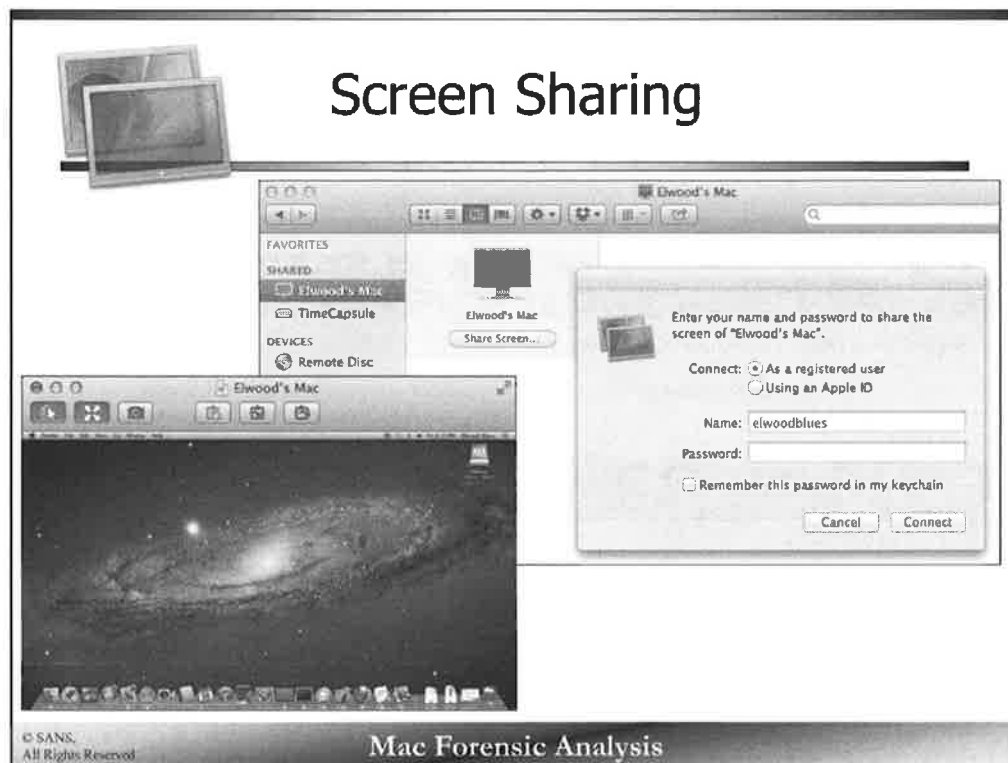 Screen Sharing
Elwood's Mac
FAVORITES
SHARED
Elwood's Mac
TimeCapsule
DEVICES
Remote Disc
Elwood's Mac
Share Screen...
Enter your name and password to share the
screen of "Elwood's Mac".
Connect: As a registered user
Using an Apple ID
Name: elwoodblues
Password:
Remember this password in my keychain
Cancel Connect
Elwood's Mac
© SANS,
All Rights Reserved
Mac Forensic Analysis